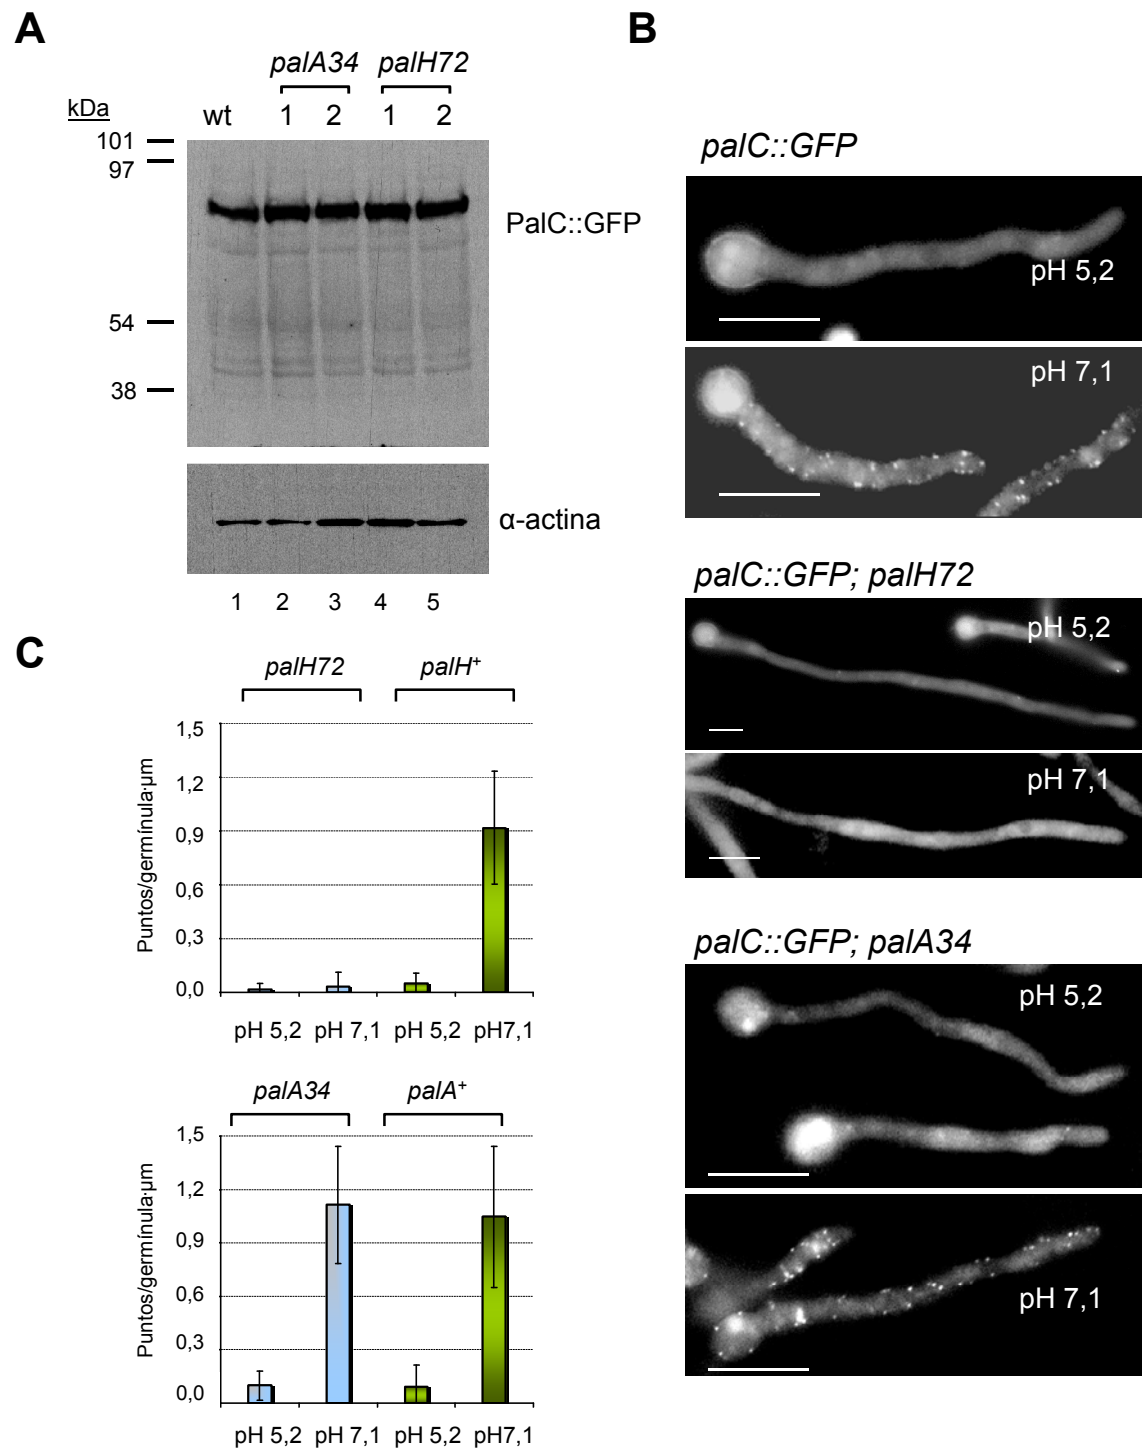 A
palA34 palH72
kDa
wt 1 2 1 2
101
97
PalC::GFP
54
38
α-actina
1 2 3 4 5
B
palC::GFP
pH 5,2
pH 7,1
palC::GFP; palH72
pH 5,2
pH 7,1
palC::GFP; palA34
pH 5,2
pH 7,1
C
palH72 palH⁺
Puntos/germínula·µm
1,5
1,2
0,9
0,6
0,3
0,0
pH 5,2 pH 7,1 pH 5,2 pH7,1
palA34 palA⁺
Puntos/germínula·µm
1,5
1,2
0,9
0,6
0,3
0,0
pH 5,2 pH 7,1 pH 5,2 pH7,1